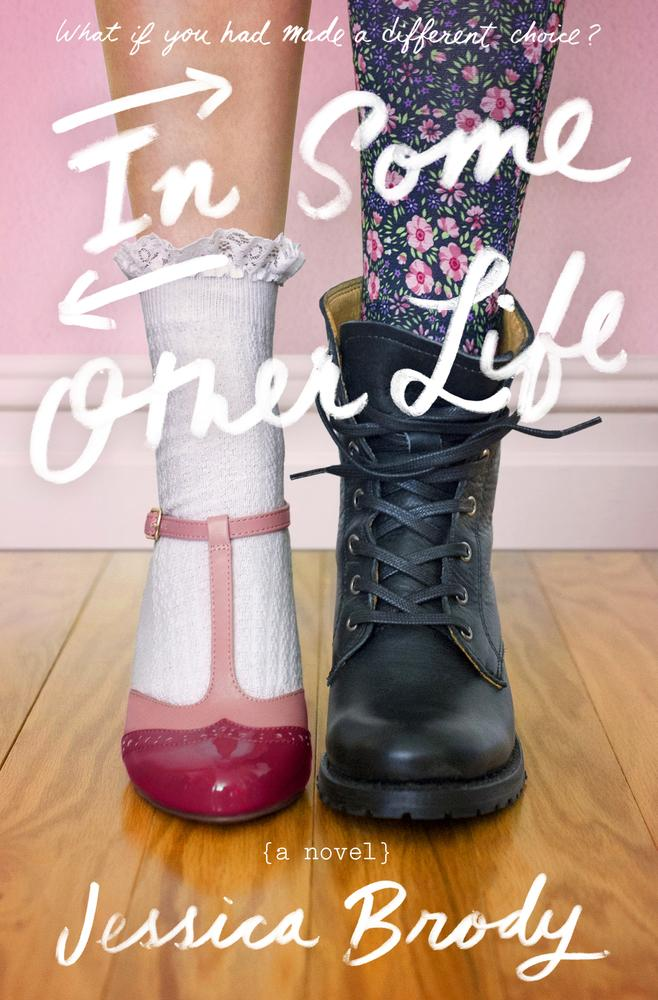 What if you had made a different choice?
In Some
Other Life
{a novel}
Jessica Brody